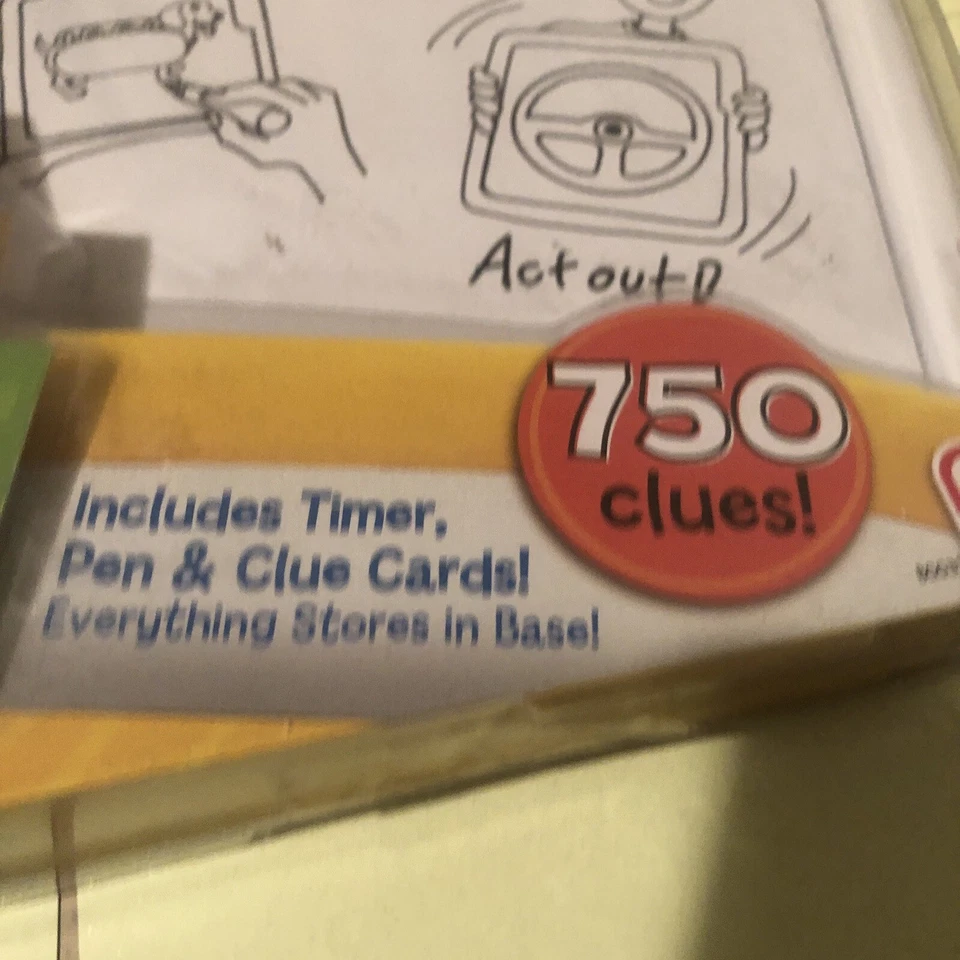 Act out
750
clues!
Includes Timer,
Pen & Clue Cards!
Everything Stores in Base!